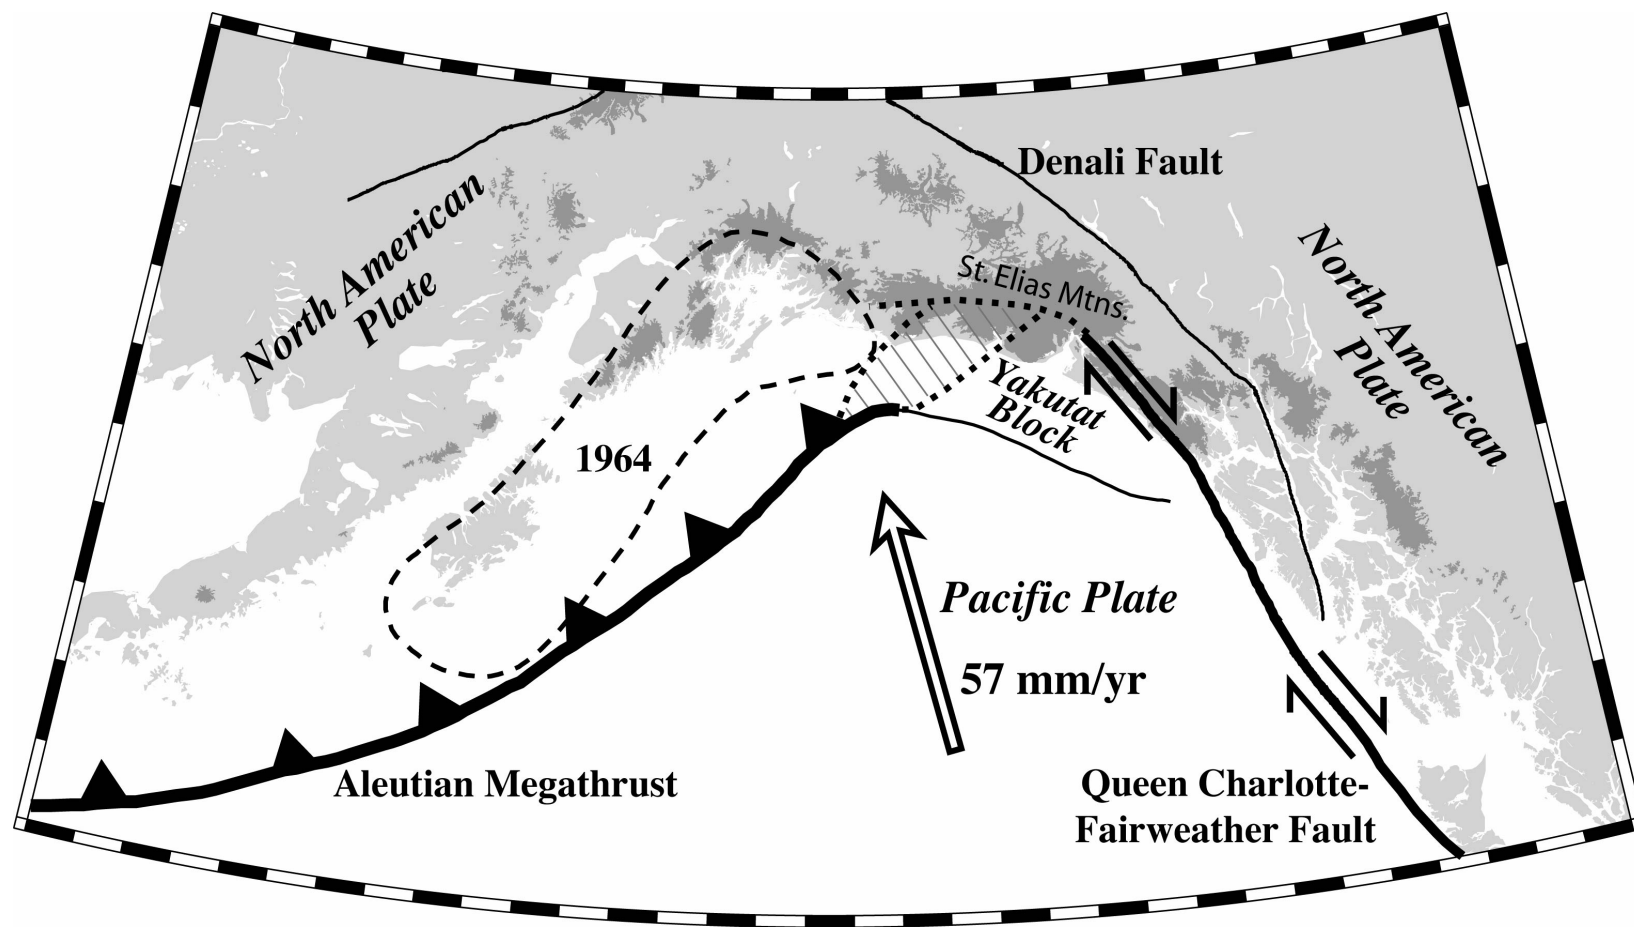 Denali Fault
North American
Plate
St. Elias Mtns.
North American
Plate
Yakutat
Block
1964
Pacific Plate
57 mm/yr
Aleutian Megathrust
Queen Charlotte-
Fairweather Fault